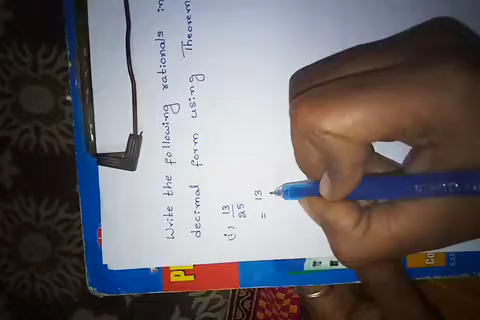 Write the following rationals in
decimal form using Theorem
(i) 13/25
= 13